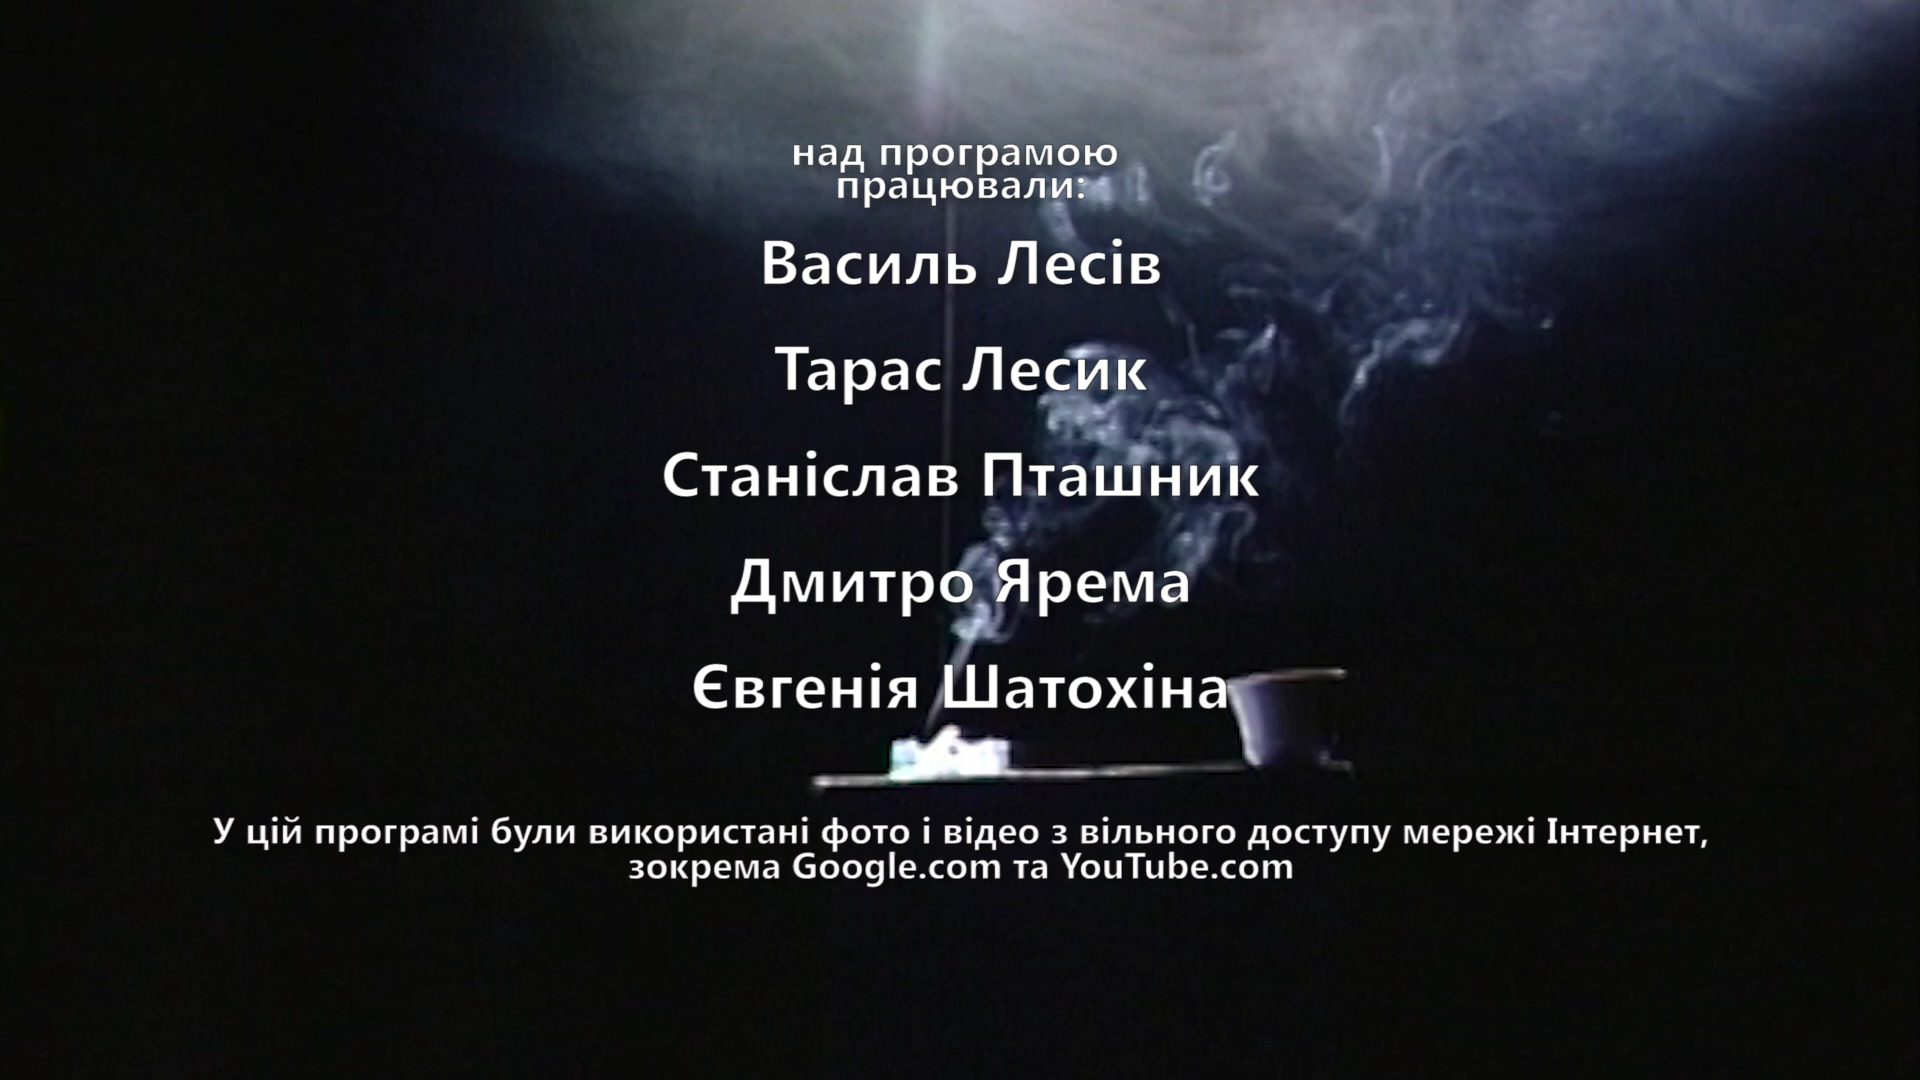 над програмою
працювали:
Василь Лесів
Тарас Лесик
Станіслав Пташник
Дмитро Ярема
Євгенія Шатохіна
У цій програмі були використані фото і відео з вільного доступу мережі Інтернет,
зокрема Google.com та YouTube.com